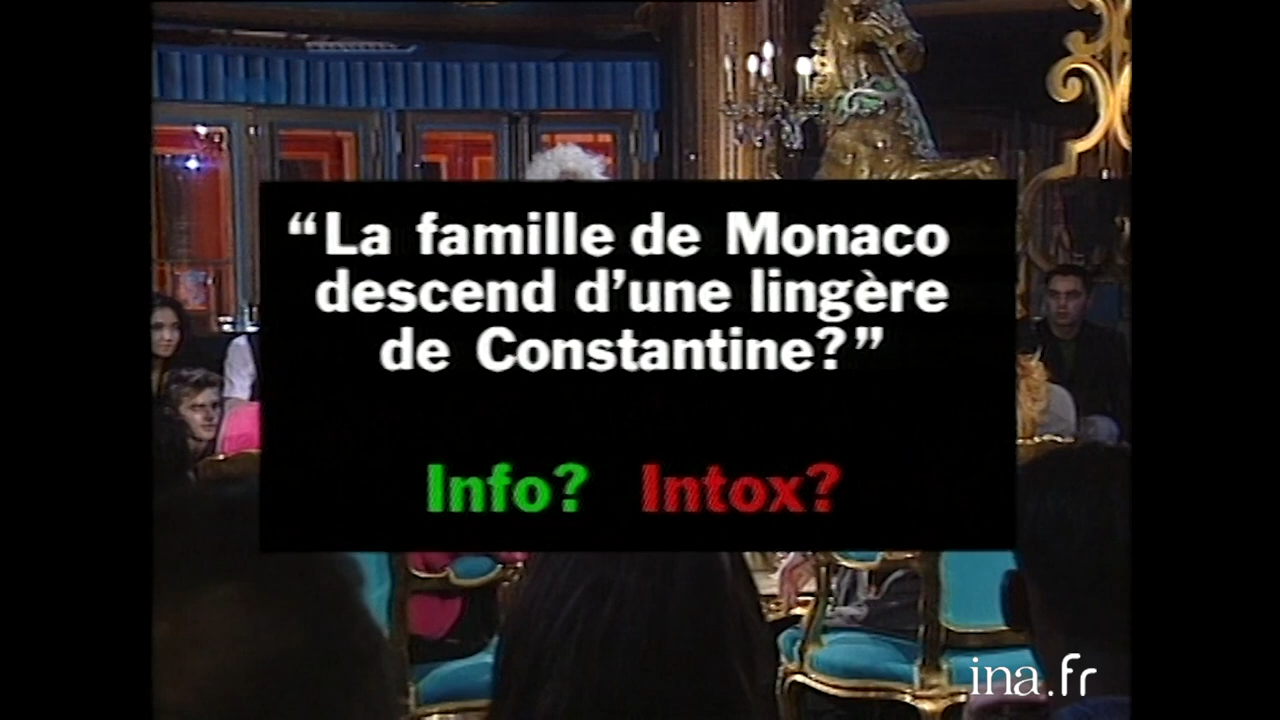 “La famille de Monaco
descend d’une lingère
de Constantine?”
Info? Intox?
ina.fr